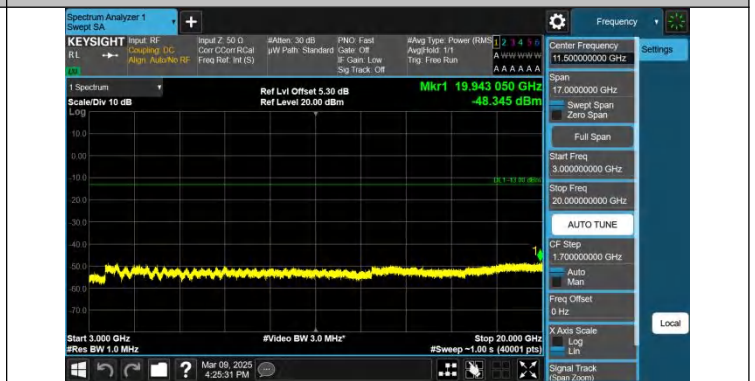 Spectrum Analyzer 1
Swept SA
Frequency
KEYSIGHT Input: RF Input Z: 50 Ω #Atten: 30 dB PNO: Fast #Avg Type: Power (RMS 1 2 3 4 5 6
RL Coupling: DC Corr CCorr RCal µW Path: Standard Gate: Off Avg|Hold: 1/1 A W W W W W
Align: Auto/No RF Freq Ref: Int (S) IF Gain: Low Trig: Free Run A A A A A A
Sig Track: Off
1 Spectrum
Scale/Div 10 dB
Ref Lvl Offset 5.30 dB
Ref Level 20.00 dBm
Mkr1 19.943 050 GHz
-48.345 dBm
Log
10.0
0.00
-10.0
DL1 -13.00 dBm
-20.0
-30.0
-40.0
1
-50.0
-60.0
-70.0
Start 3.000 GHz
#Video BW 3.0 MHz*
Stop 20.000 GHz
#Res BW 1.0 MHz
#Sweep ~1.00 s (40001 pts)
Mar 09, 2025
4:25:31 PM
Center Frequency
11.500000000 GHz
Settings
Span
17.0000000 GHz
Swept Span
Zero Span
Full Span
Start Freq
3.000000000 GHz
Stop Freq
20.000000000 GHz
AUTO TUNE
CF Step
1.700000000 GHz
Auto
Man
Freq Offset
0 Hz
X Axis Scale
Log
Lin
Local
Signal Track
(Span Zoom)